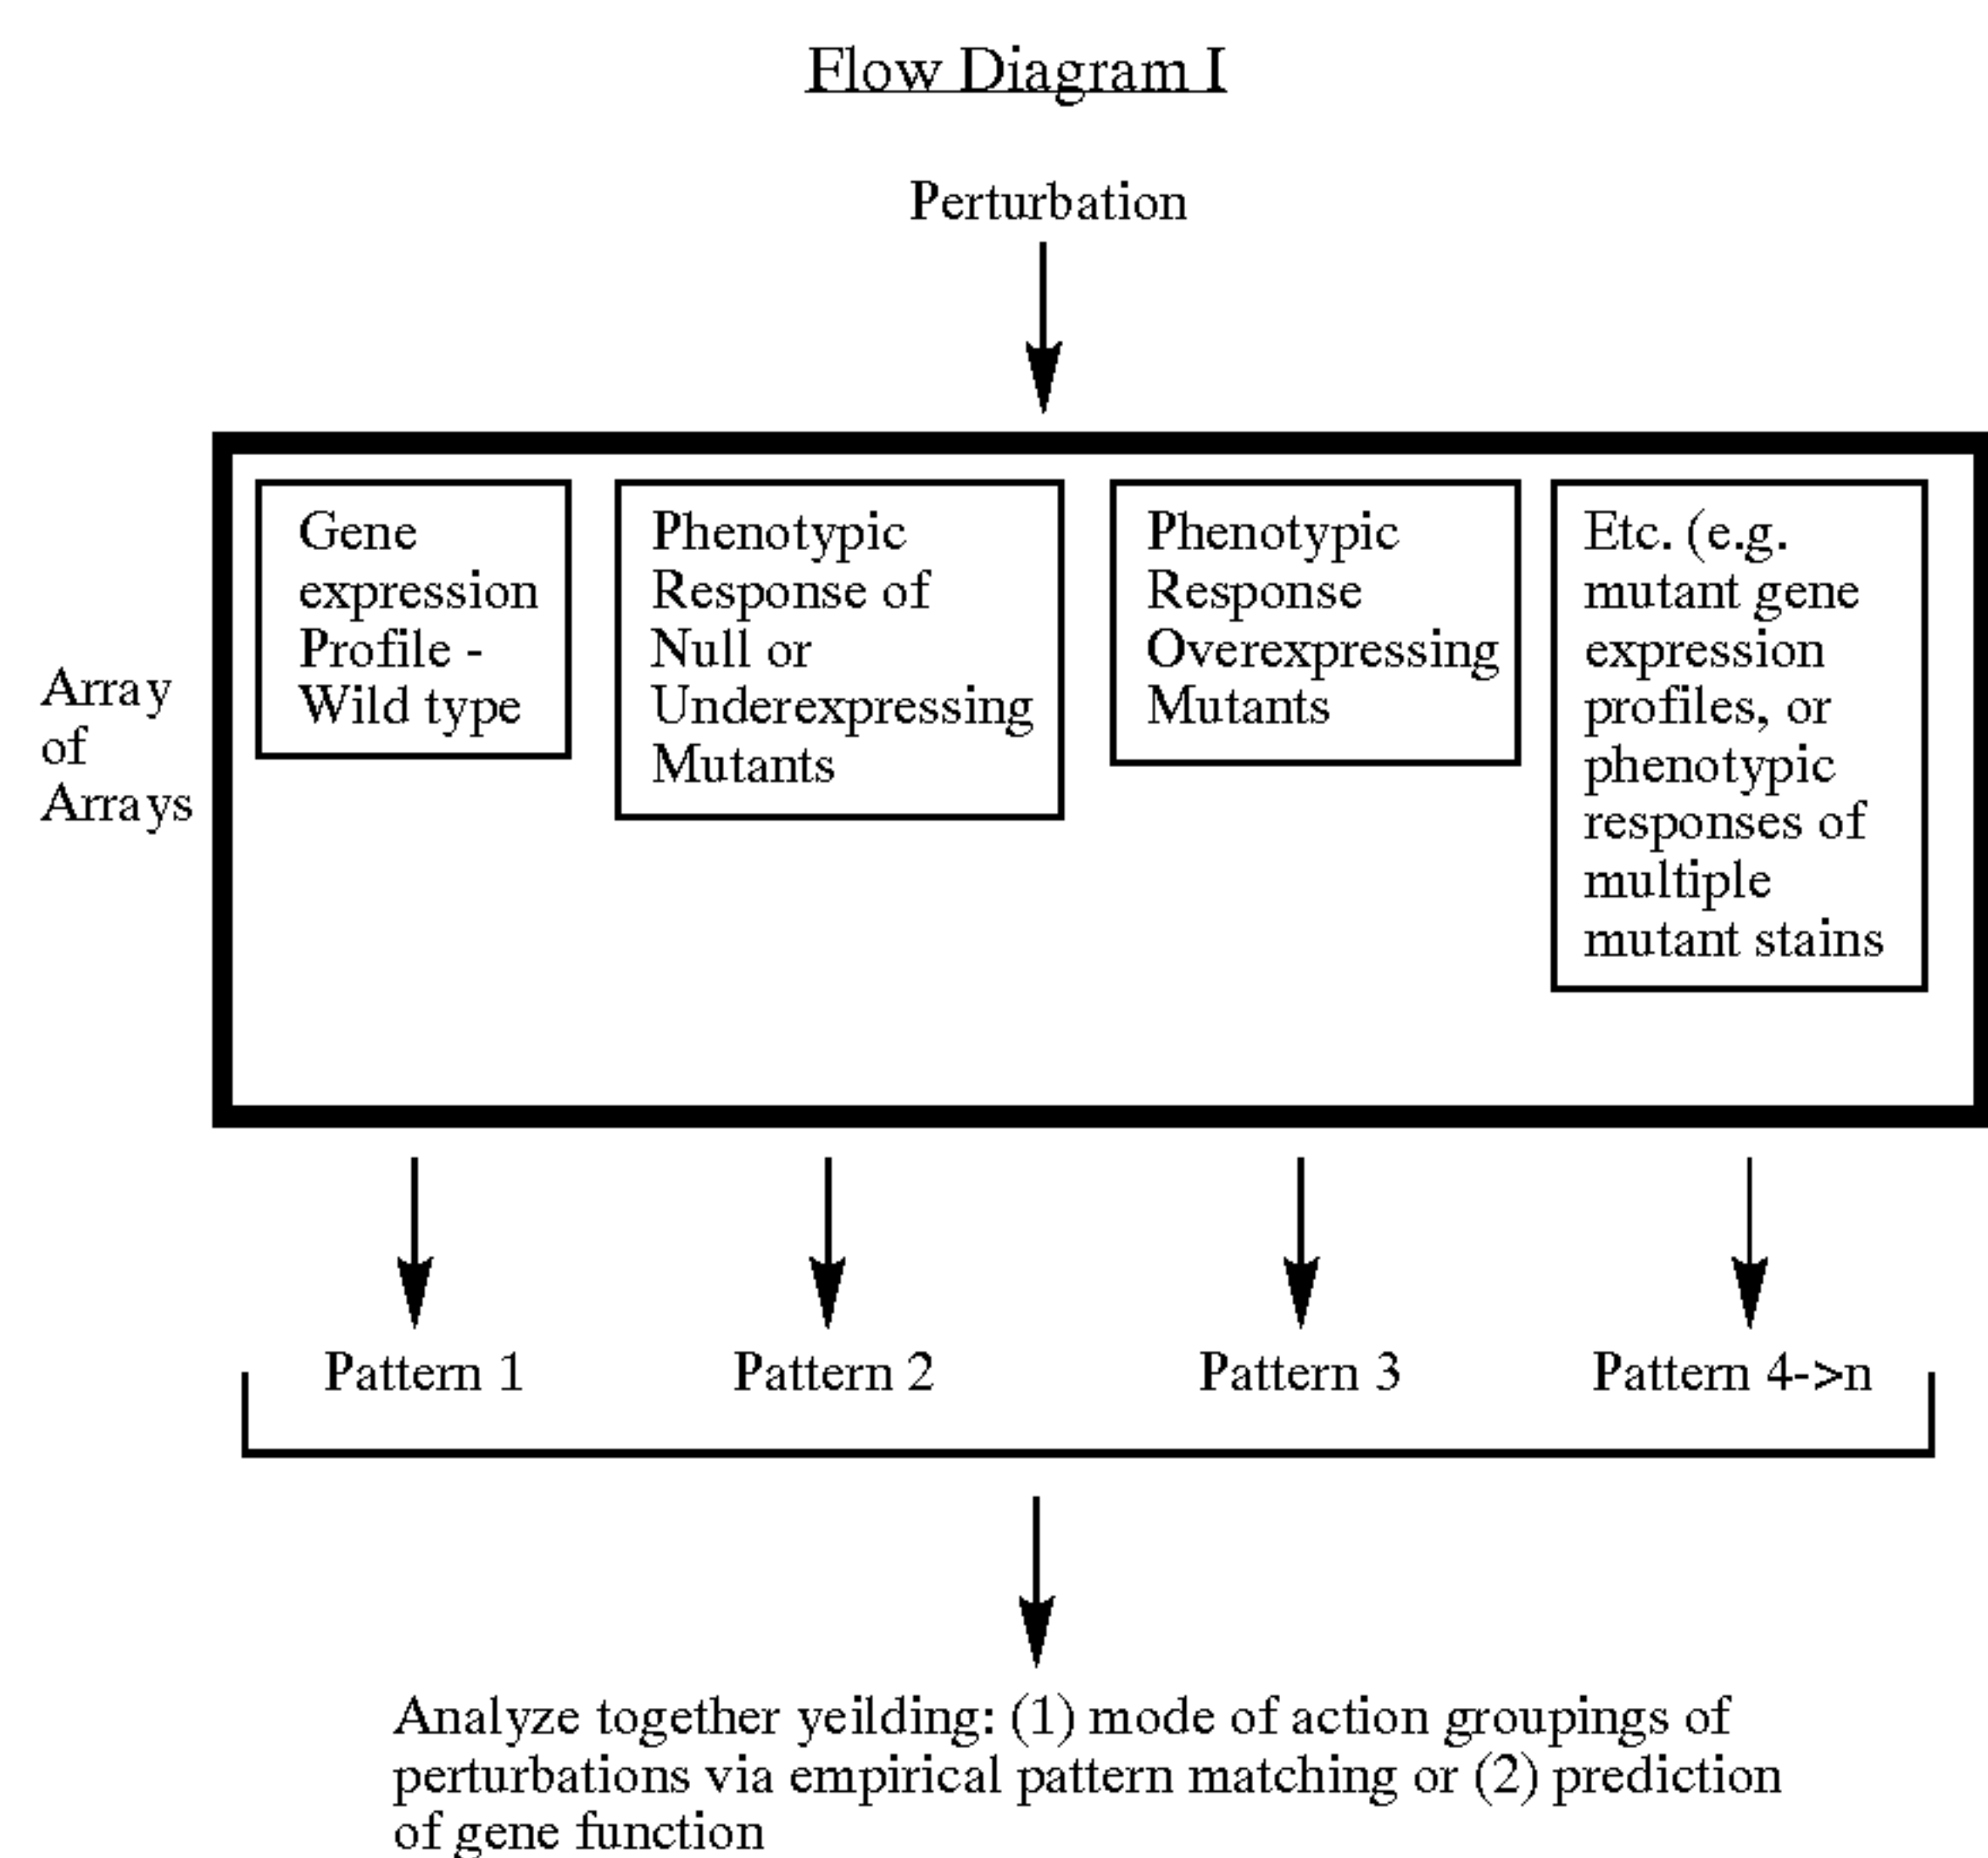 Flow Diagram I
Perturbation
Array
of
Arrays
Gene
expression
Profile -
Wild type
Phenotypic
Response of
Null or
Underexpressing
Mutants
Phenotypic
Response
Overexpressing
Mutants
Etc. (e.g.
mutant gene
expression
profiles, or
phenotypic
responses of
multiple
mutant stains
Pattern 1
Pattern 2
Pattern 3
Pattern 4->n
Analyze together yeilding: (1) mode of action groupings of
perturbations via empirical pattern matching or (2) prediction
of gene function